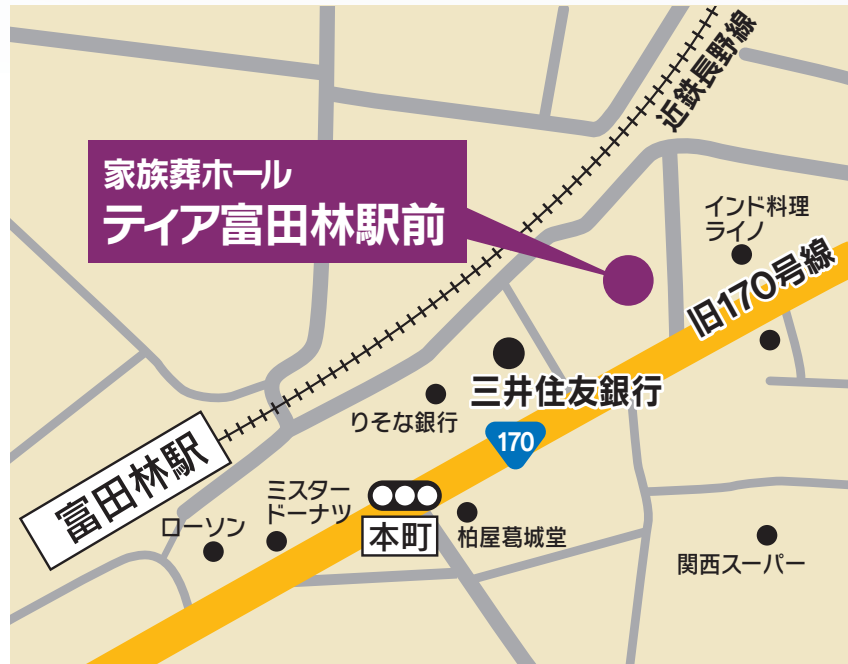 近鉄長野線
家族葬ホール
ティア富田林駅前
インド料理
ライノ
旧170号線
三井住友銀行
りそな銀行
170
富田林駅
ミスター
ドーナツ
ローソン
本町
柏屋葛城堂
関西スーパー